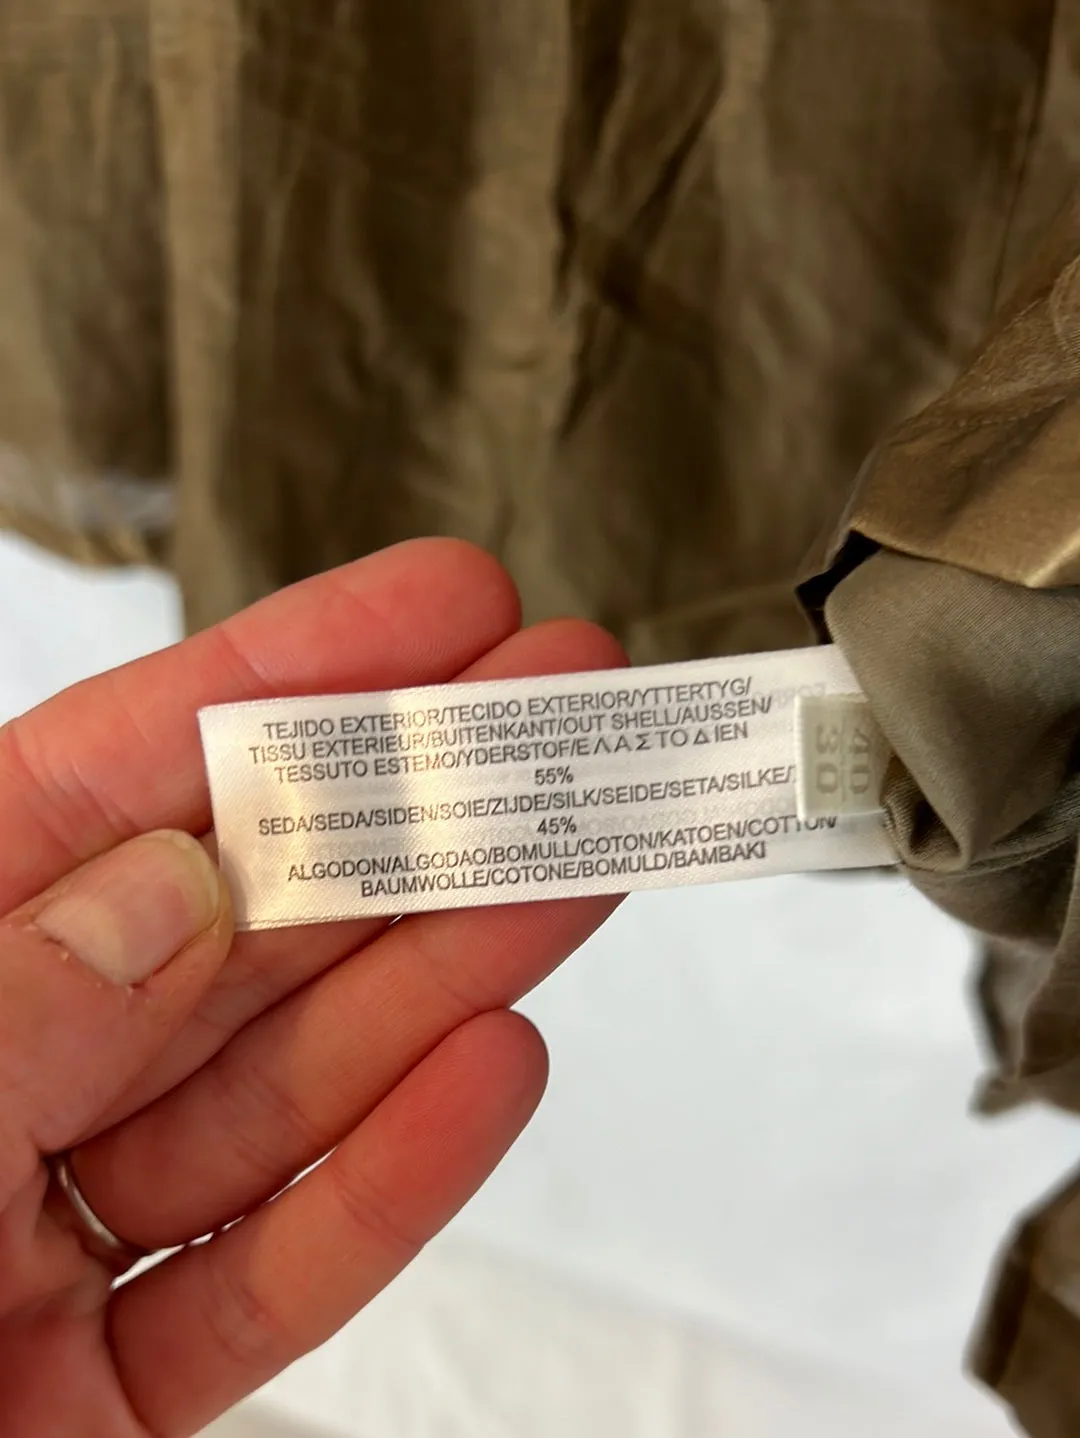 TEJIDO EXTERIOR/TECIDO EXTERIOR/YTTERTYG/
TISSU EXTERIEUR/BUITENKANT/OUT SHELL/AUSSEN/
TESSUTO ESTEMO/YDERSTOF/ΕΛΑΣΤΟΔΙΕΝ
55%
SEDA/SEDA/SIDEN/SOIE/ZIJDE/SILK/SEIDE/SETA/SILKE/
45%
ALGODON/ALGODAO/BOMULL/COTON/KATOEN/COTTON/
BAUMWOLLE/COTONE/BOMULD/BAMBAKI
40
30